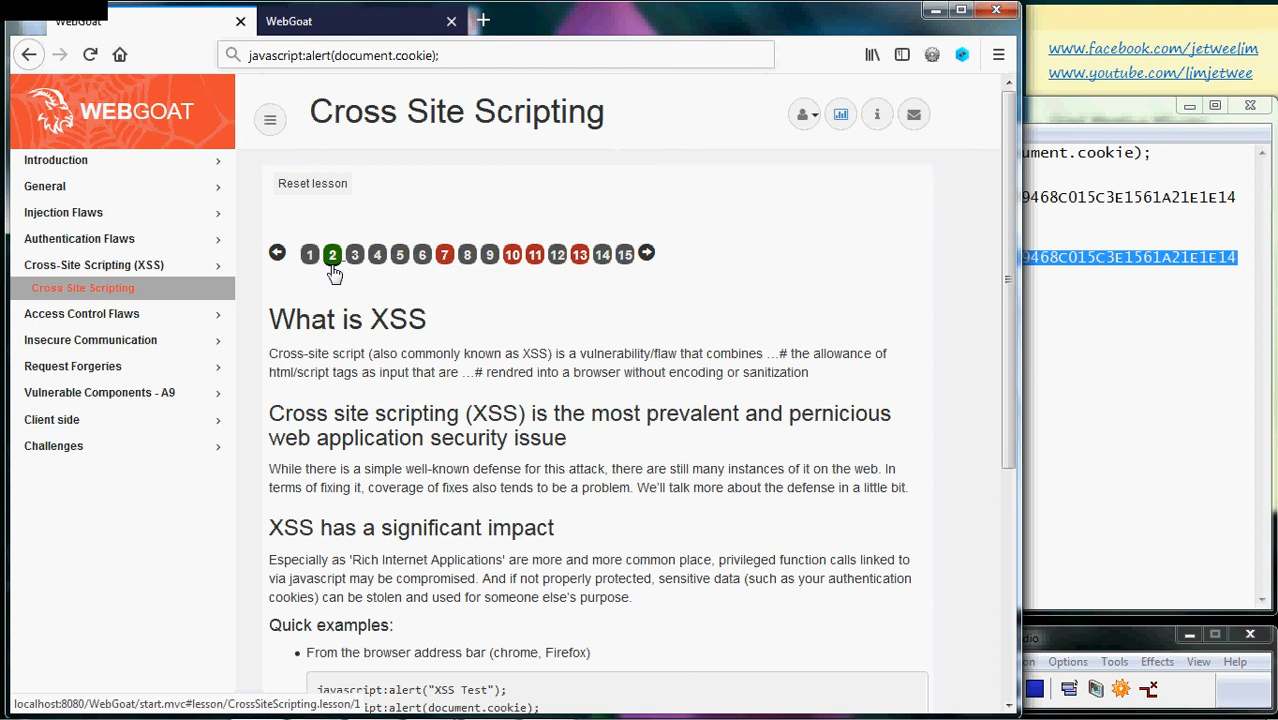 WebGoat
WebGoat
javascript:alert(document.cookie);
WEBGOAT
Cross Site Scripting
Introduction
General
Injection Flaws
Authentication Flaws
Cross-Site Scripting (XSS)
Cross Site Scripting
Access Control Flaws
Insecure Communication
Request Forgeries
Vulnerable Components - A9
Client side
Challenges
Reset lesson
1 2 3 4 5 6 7 8 9 10 11 12 13 14 15
What is XSS
Cross-site script (also commonly known as XSS) is a vulnerability/flaw that combines …# the allowance of
html/script tags as input that are …# rendred into a browser without encoding or sanitization
Cross site scripting (XSS) is the most prevalent and pernicious
web application security issue
While there is a simple well-known defense for this attack, there are still many instances of it on the web. In
terms of fixing it, coverage of fixes also tends to be a problem. We'll talk more about the defense in a little bit.
XSS has a significant impact
Especially as 'Rich Internet Applications' are more and more common place, privileged function calls linked to
via javascript may be compromised. And if not properly protected, sensitive data (such as your authentication
cookies) can be stolen and used for someone else's purpose.
Quick examples:
• From the browser address bar (chrome, Firefox)
javascript:alert("XSS Test");
pt:alert(document.cookie);
localhost:8080/WebGoat/start.mvc#lesson/CrossSiteScripting.lesson/1
www.facebook.com/jetweelim
www.youtube.com/limjetwee
ument.cookie);
9468C015C3E1561A21E1E14
9468C015C3E1561A21E1E14
dio
on Options Tools Effects View Help